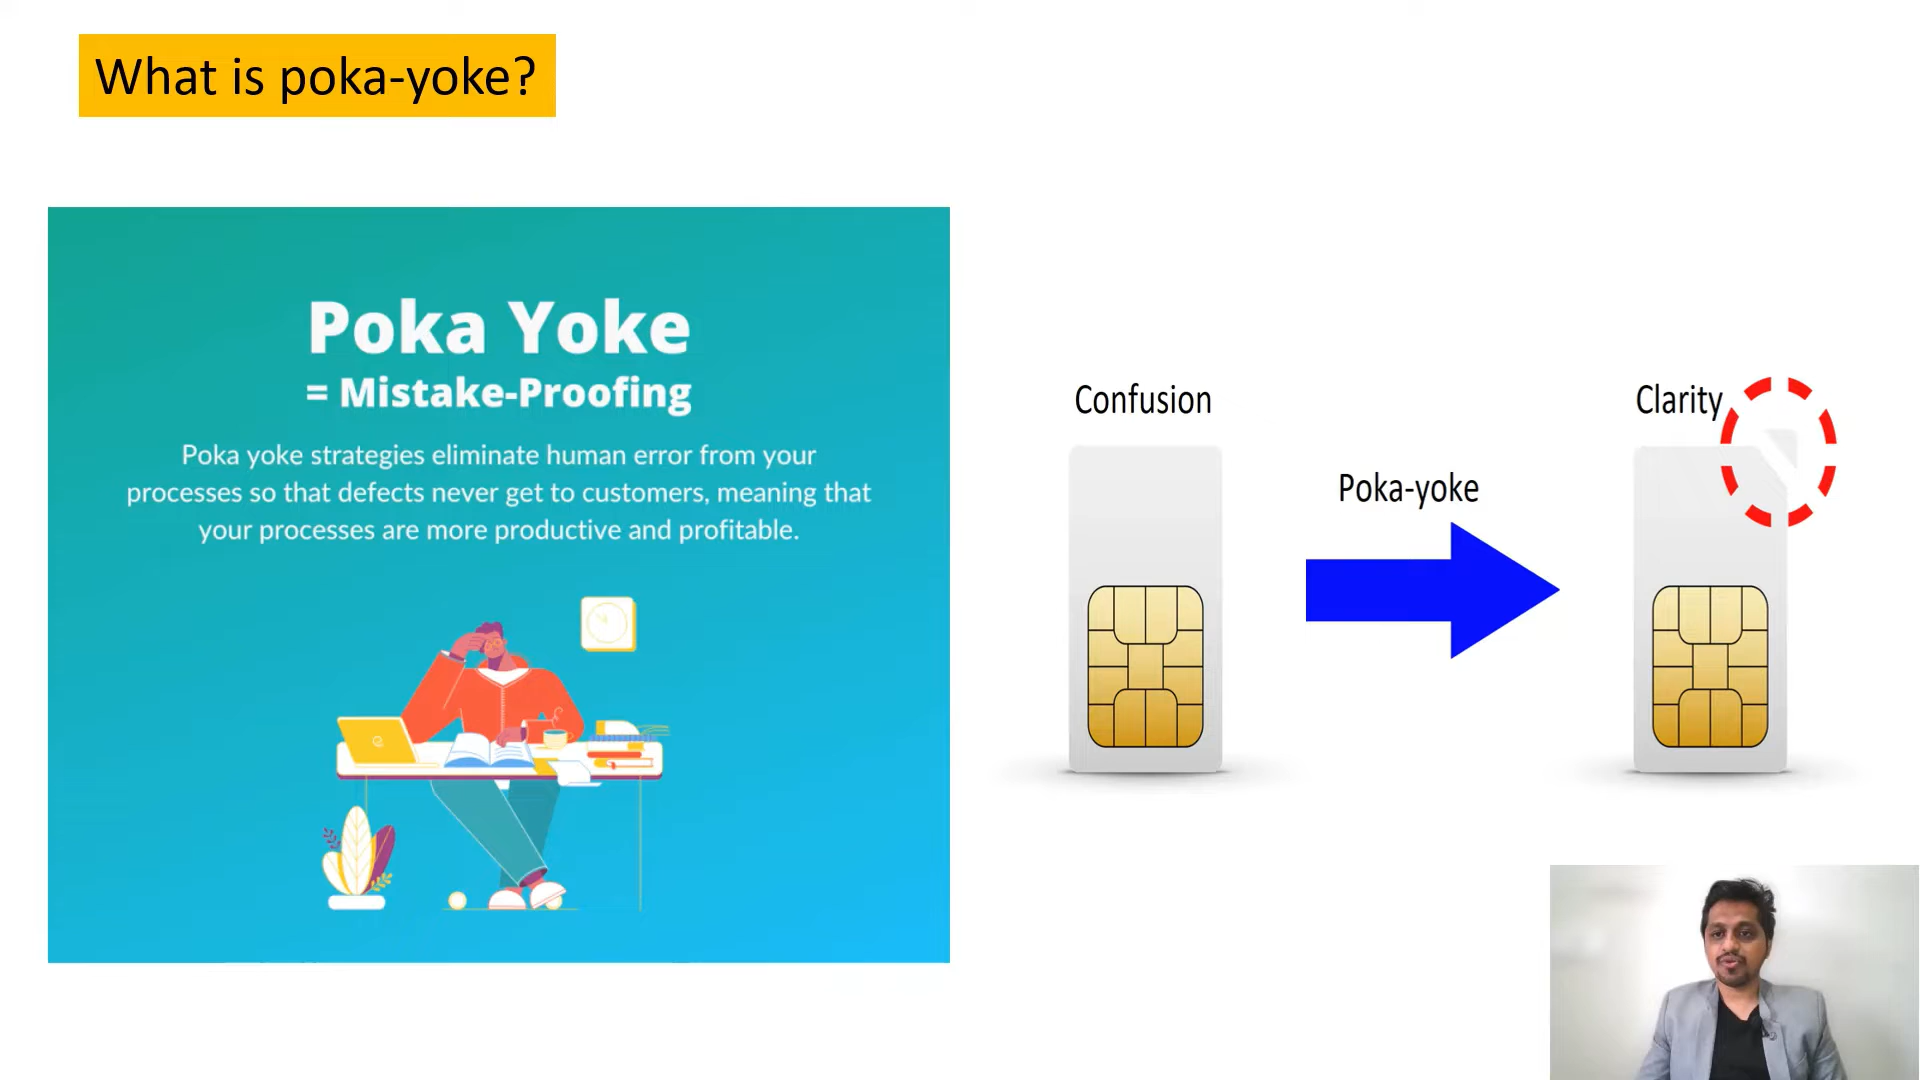 What is poka-yoke?
Poka Yoke
= Mistake-Proofing
Poka yoke strategies eliminate human error from your
processes so that defects never get to customers, meaning that
your processes are more productive and profitable.
Confusion
Poka-yoke
Clarity